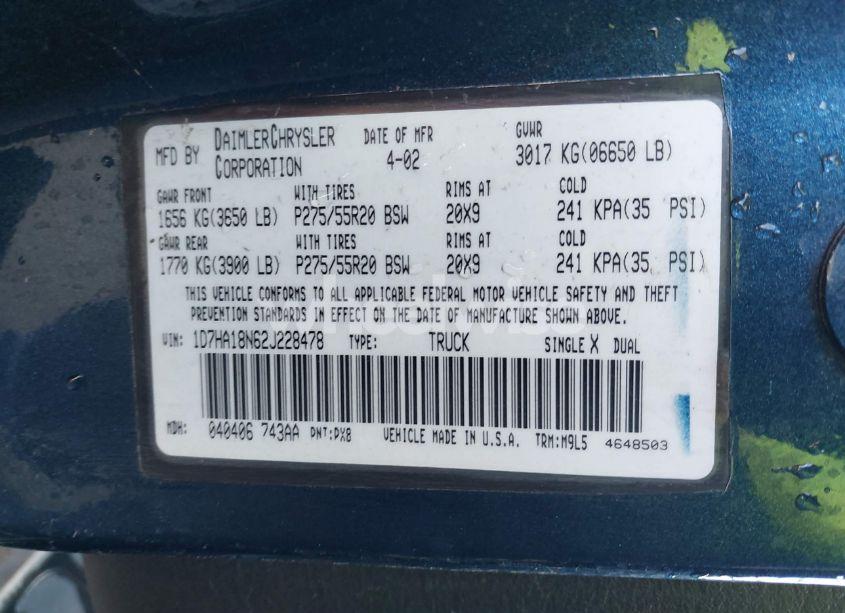 MFD BY DAIMLERCHRYSLER CORPORATION DATE OF MFR 4-02 GVWR 3017 KG(06650 LB)
GAWR FRONT WITH TIRES RIMS AT COLD
1656 KG(3650 LB) P275/55R20 BSW 20X9 241 KPA(35 PSI)
GAWR REAR WITH TIRES RIMS AT COLD
1770 KG(3900 LB) P275/55R20 BSW 20X9 241 KPA(35 PSI)
THIS VEHICLE CONFORMS TO ALL APPLICABLE FEDERAL MOTOR VEHICLE SAFETY AND THEFT
PREVENTION STANDARDS IN EFFECT ON THE DATE OF MANUFACTURE SHOWN ABOVE.
VIN: 1D7HA18N62J228478 TYPE: TRUCK SINGLE X DUAL
MDH: 040406 743AA PNT:PX8 VEHICLE MADE IN U.S.A. TRM:M9L5 4648503